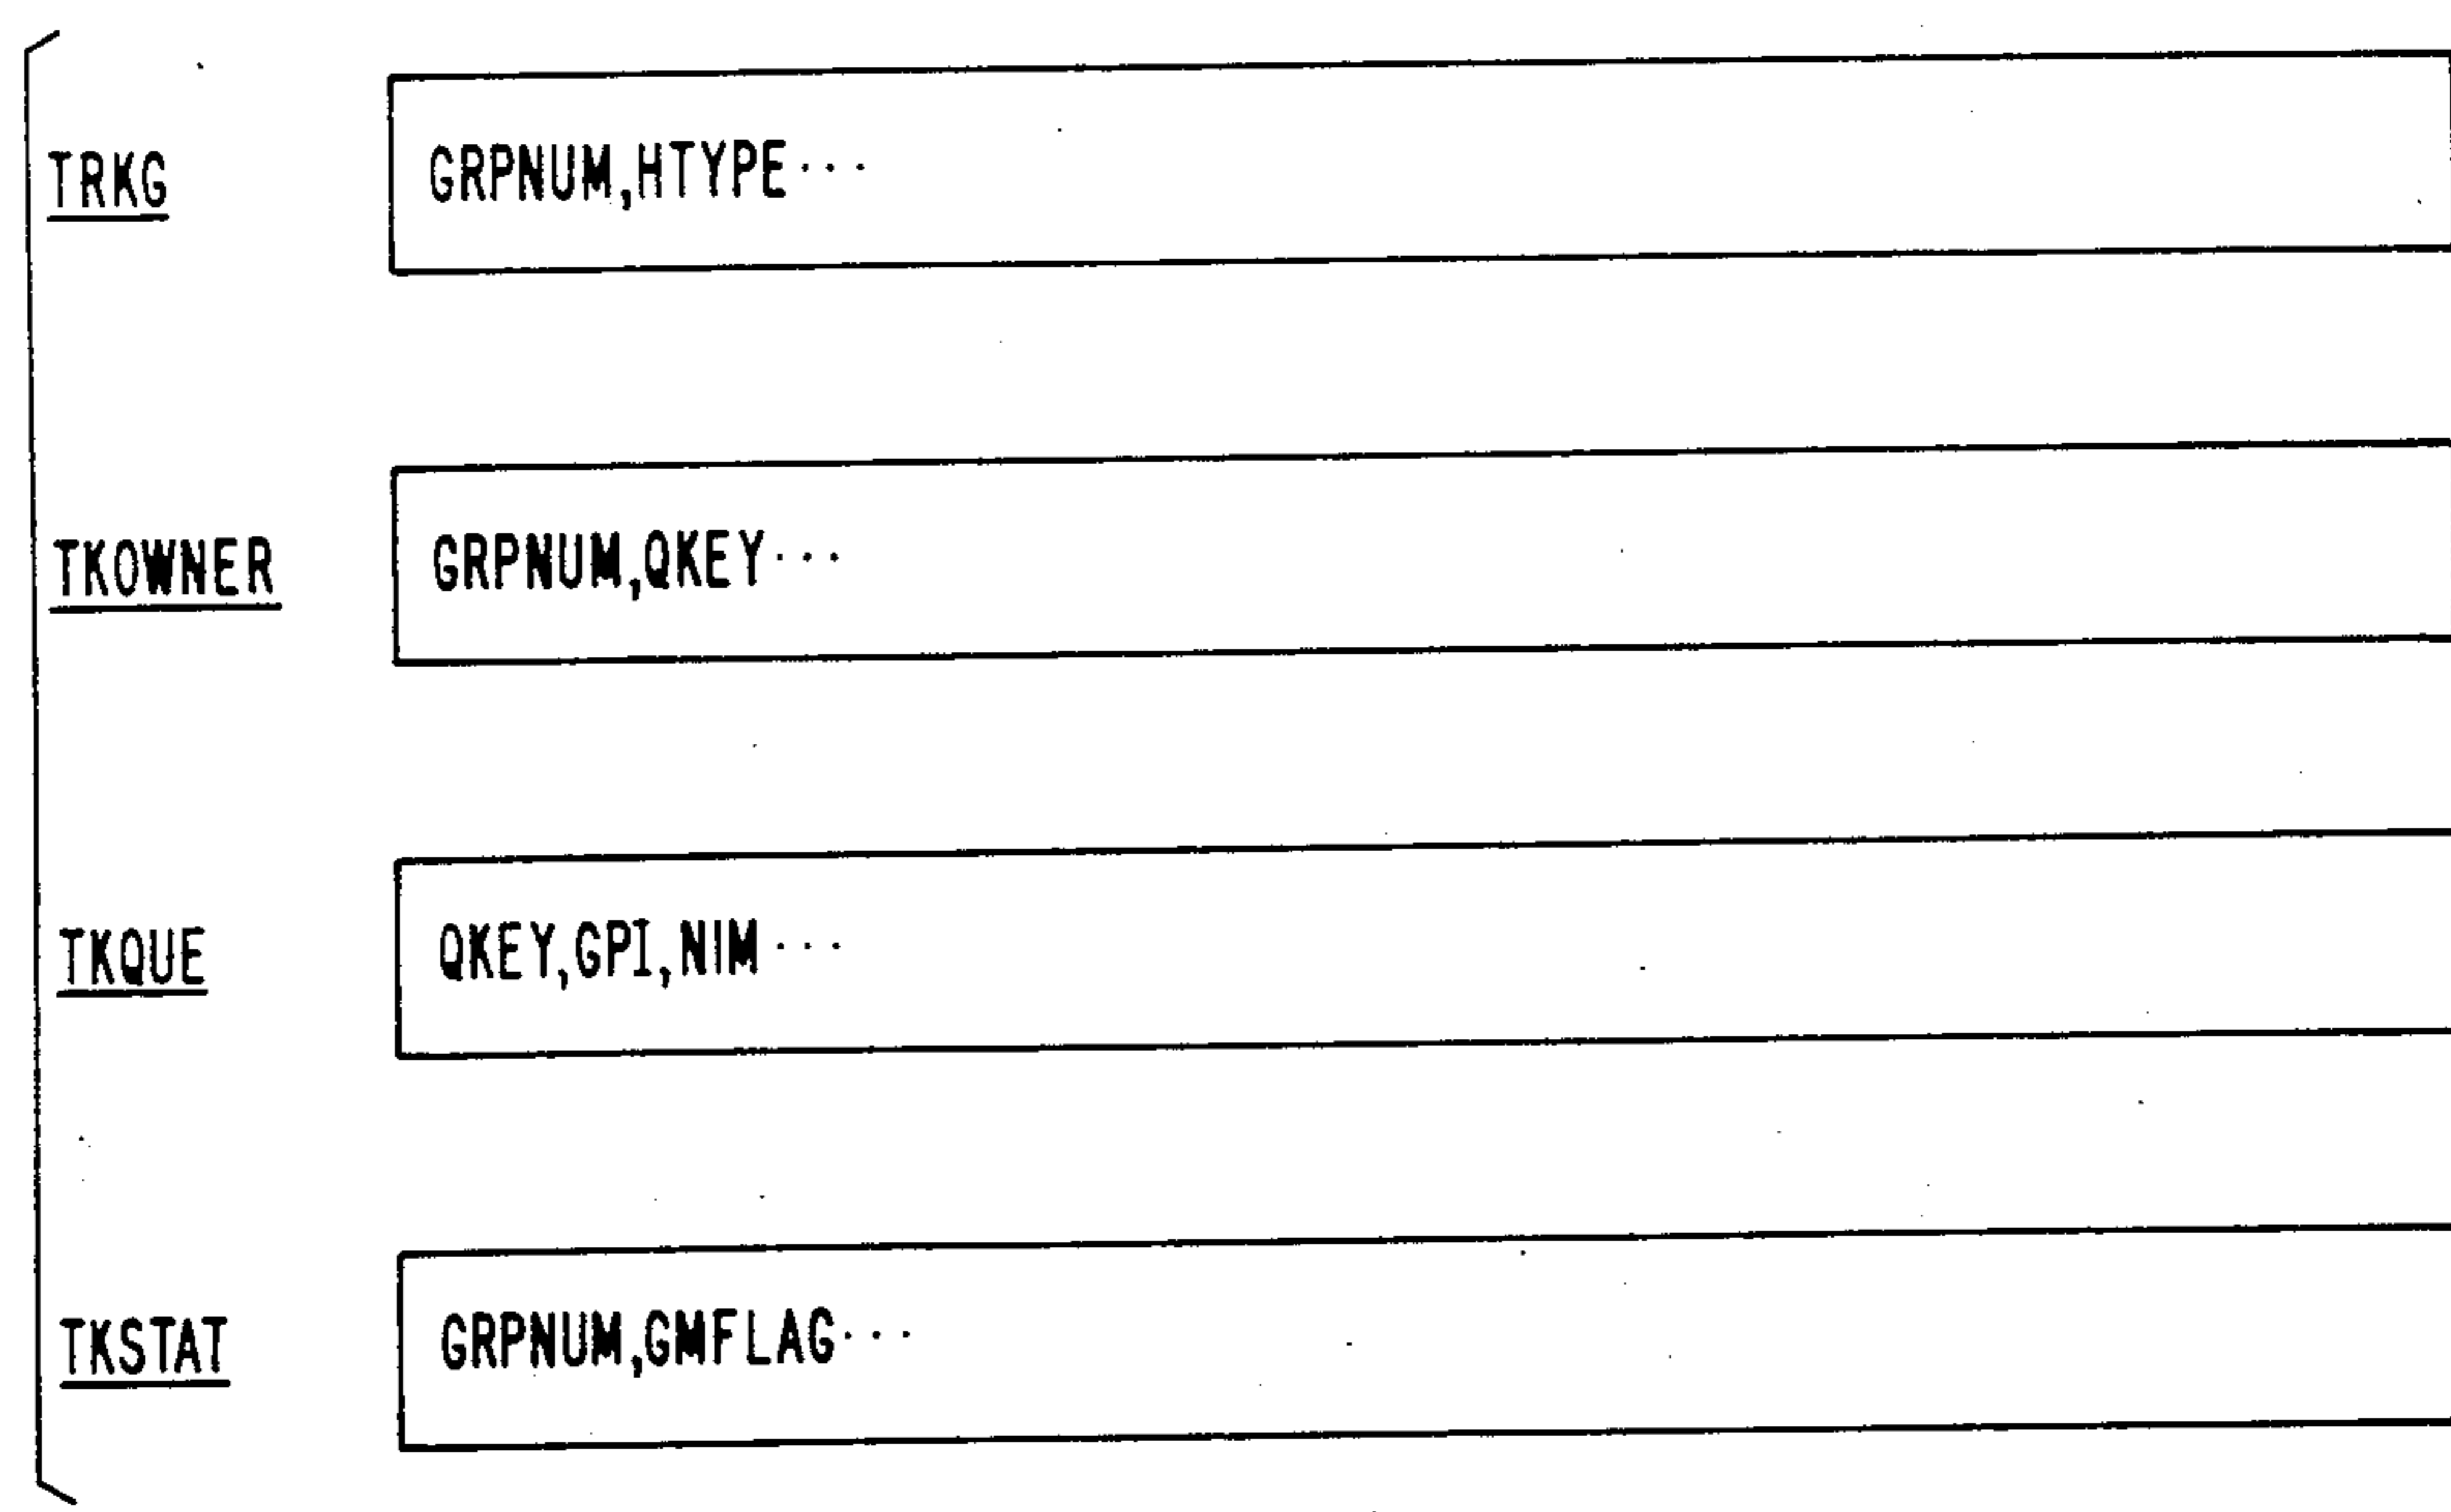 TRKG GRPNUM,HTYPE···
TKOWNER GRPNUM,QKEY···
TKQUE QKEY,GPI,NIM···
TKSTAT GRPNUM,GMFLAG···